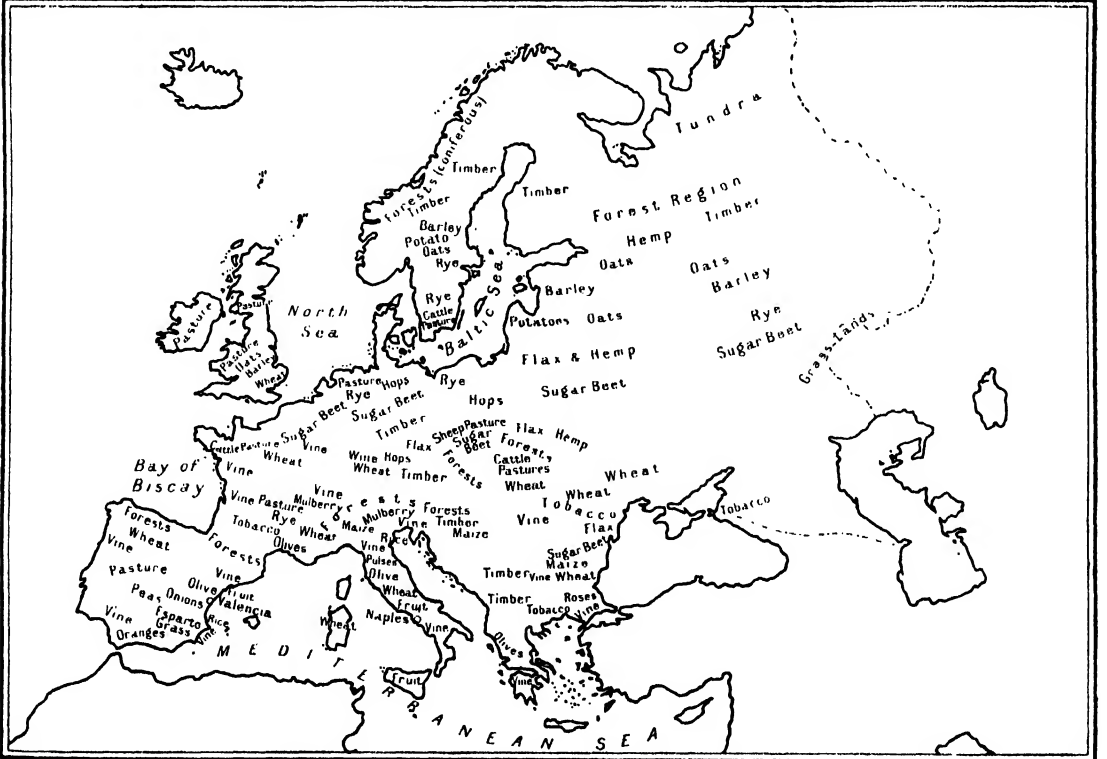 Tundra
Forests (coniferous)
Timber
Timber
Timber
Forest Region
Timber
Barley
Potato
Oats
Rye
Hemp
Oats
Oats
Barley
Barley
Rye
Cattle
Pasture
Baltic Sea
Potatoes Oats
Rye
Sugar Beet
Grass-Lands
North
Sea
Pasture
Pasture
Pasture
Oats
Barley
Wheat
Flax & Hemp
Pasture Hops
Rye
Rye
Sugar Beet
Sugar Beet
Hops
Sugar Beet
Timber
Sheep Pasture
Sugar
Beet
Flax Hemp
Forests
Cattle Pasture
Vine
Wheat
Wine Hops
Wheat Timber
Flax
Forests
Cattle
Pastures
Wheat
Wheat
Bay of
Biscay
Vine
Vine
Vine Pasture
Mulberry
Forests
Forests
Mulberry
Rye
Wheat
Maize
Vine Timber
Maize
Rice
Vine
Wheat
Tobacco
Vine
Flax
Tobacco
Tobacco
Olives
Forests
Wheat
Vine
Forests
Pasture
Vine
Olive Fruit
Peas Onions Valencia
Esparto
Grass
Rice
Vine
Vine
Oranges
Pulses
Olive
Wheat
Fruit
Naples Vine
Wheat
Fruit
Sugar Beet
Maize
Timber Vine Wheat
Timber
Roses
Tobacco Vine
Olives
Vine
MEDITERRANEAN SEA